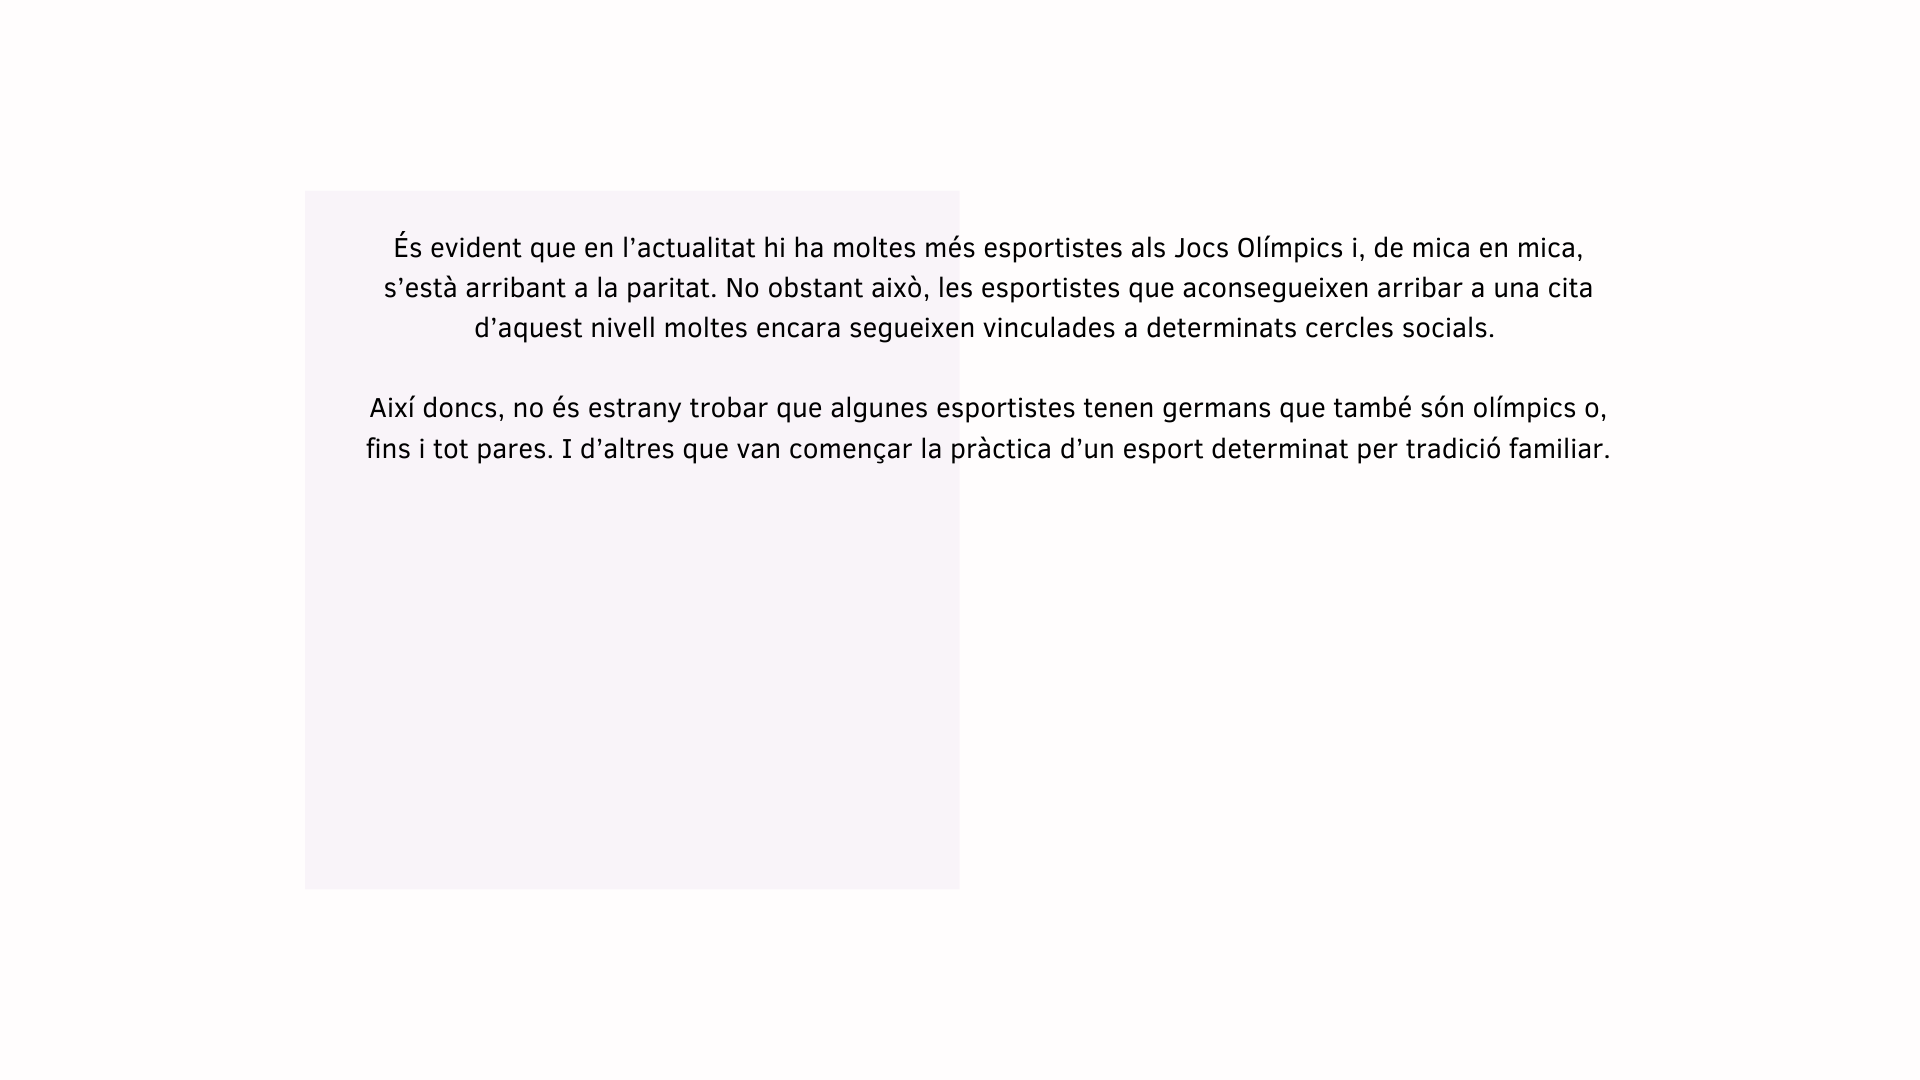 És evident que en l’actualitat hi ha moltes més esportistes als Jocs Olímpics i, de mica en mica,
s’està arribant a la paritat. No obstant això, les esportistes que aconsegueixen arribar a una cita
d’aquest nivell moltes encara segueixen vinculades a determinats cercles socials.
Així doncs, no és estrany trobar que algunes esportistes tenen germans que també són olímpics o,
fins i tot pares. I d’altres que van començar la pràctica d’un esport determinat per tradició familiar.